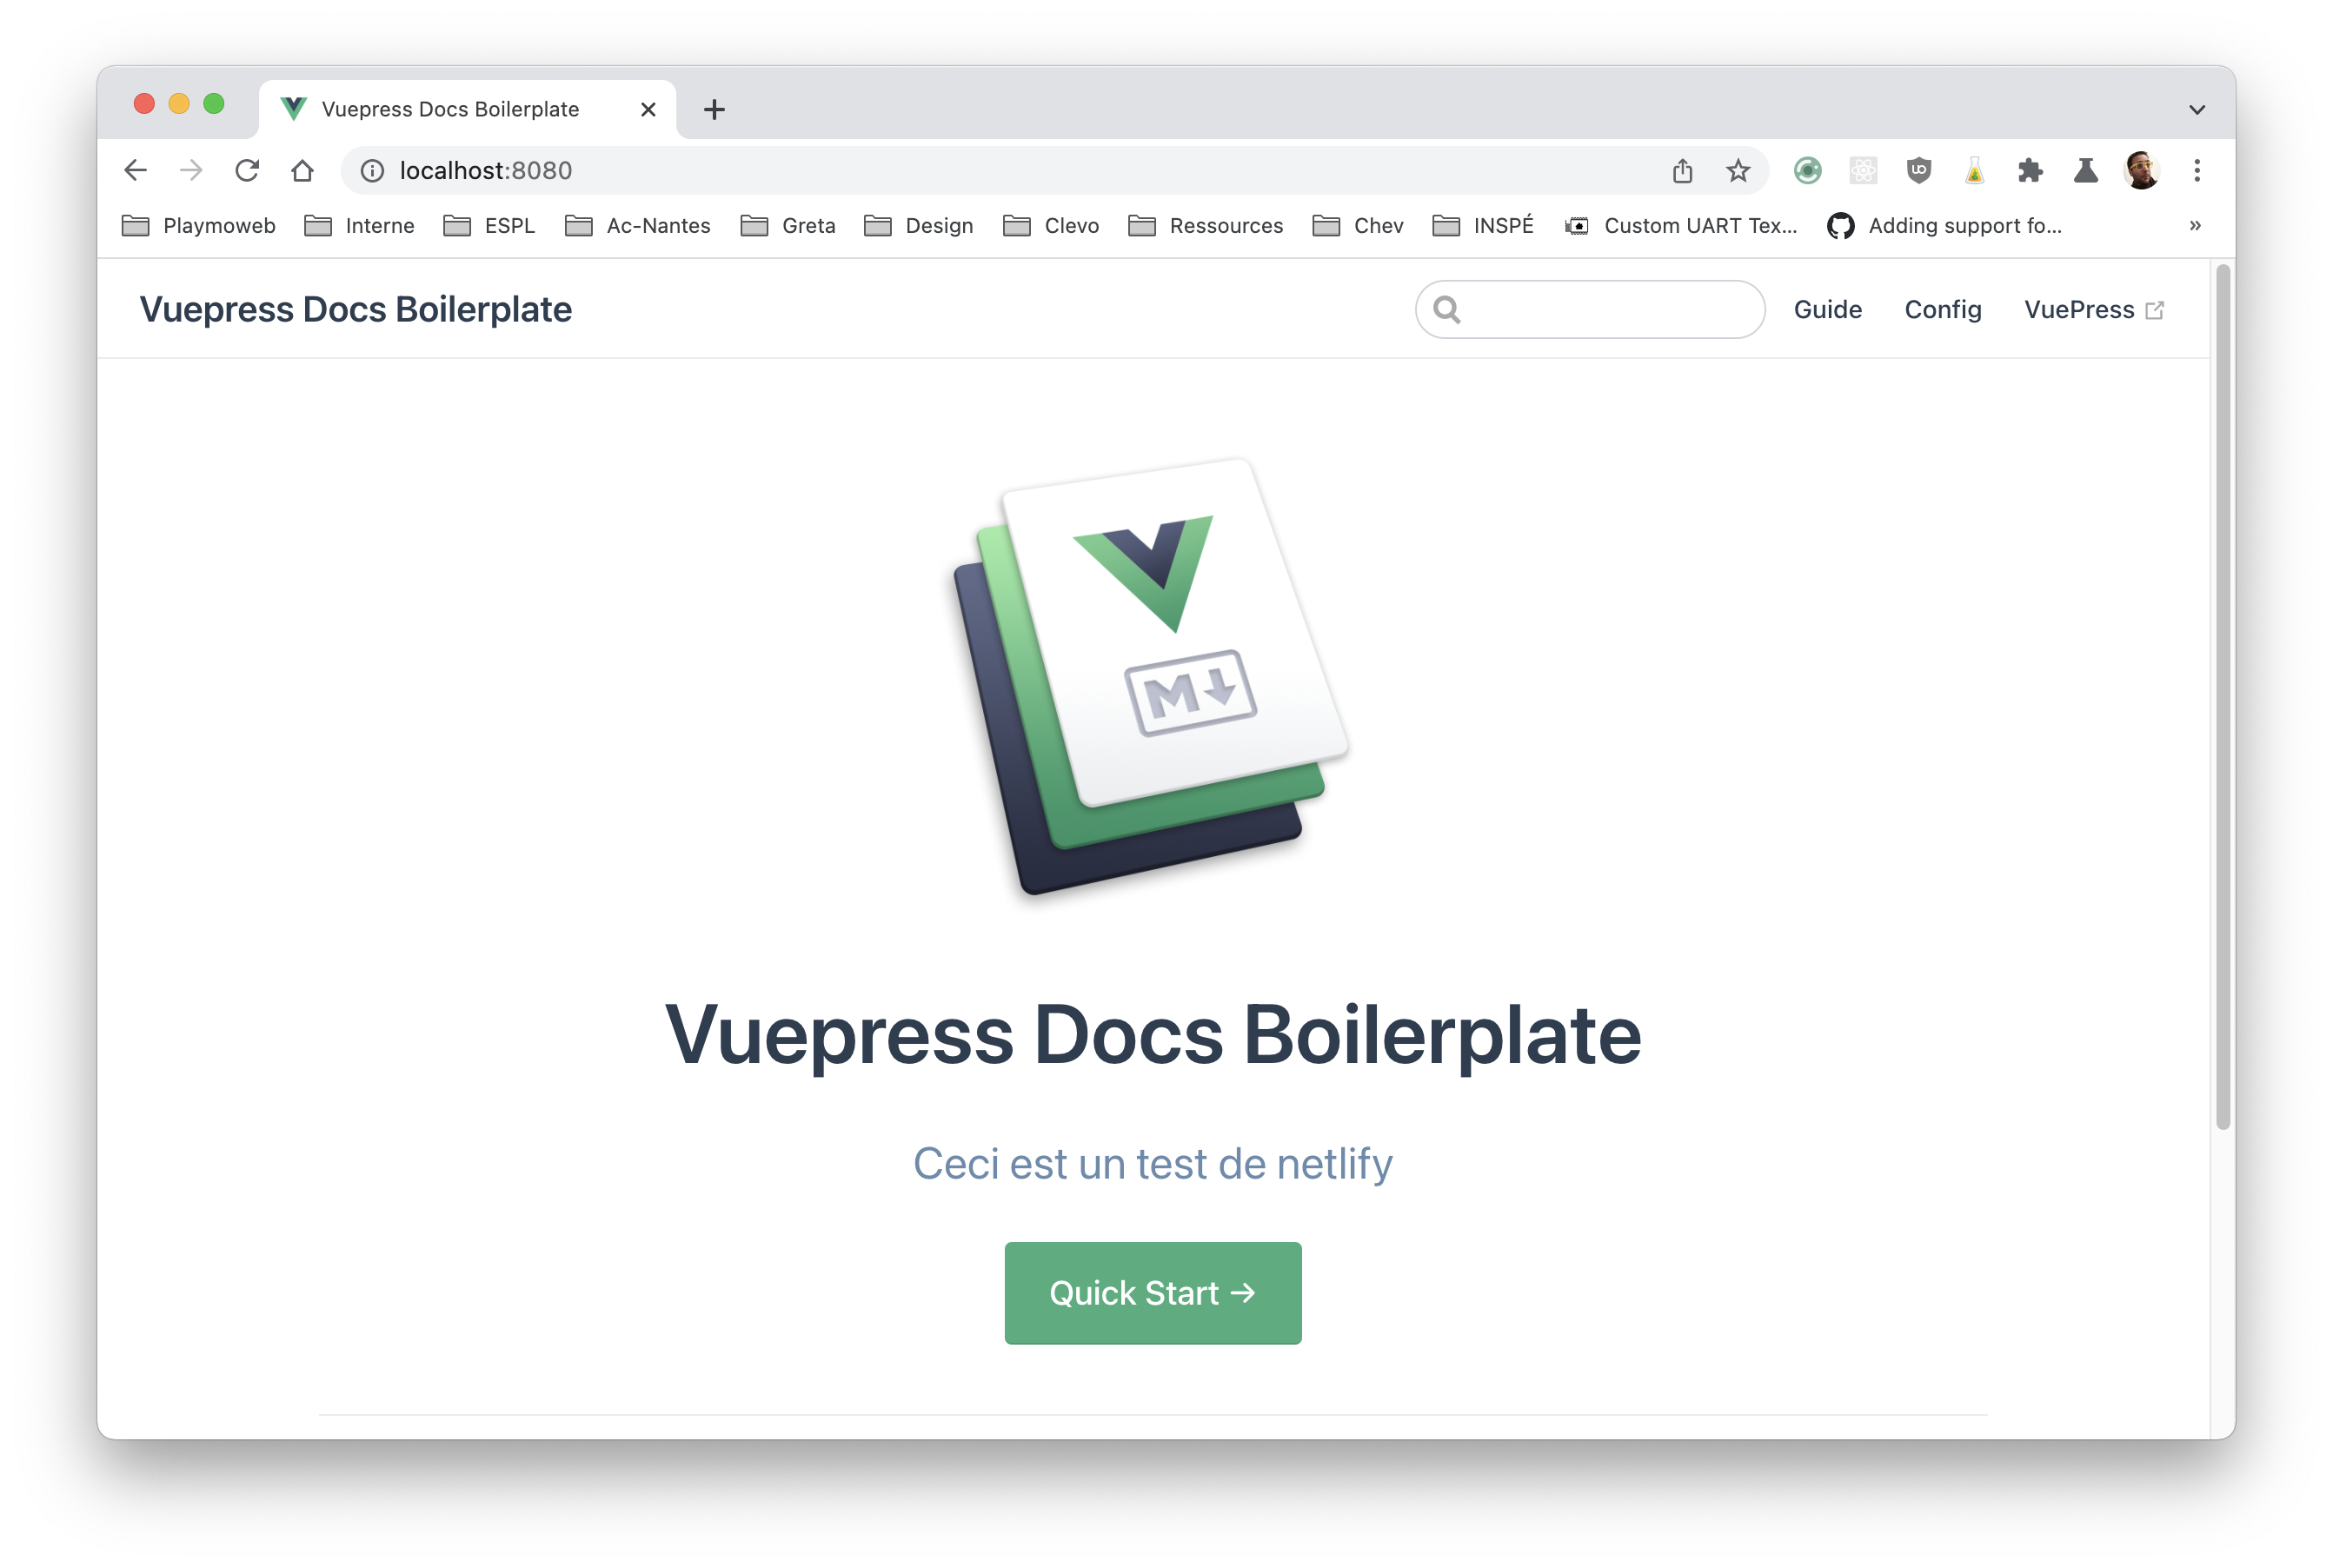 Vuepress Docs Boilerplate
localhost:8080
Playmoweb Interne ESPL Ac-Nantes Greta Design Clevo Ressources Chev INSPÉ Custom UART Tex... Adding support fo... »
Vuepress Docs Boilerplate Guide Config VuePress
M
Vuepress Docs Boilerplate
Ceci est un test de netlify
Quick Start →